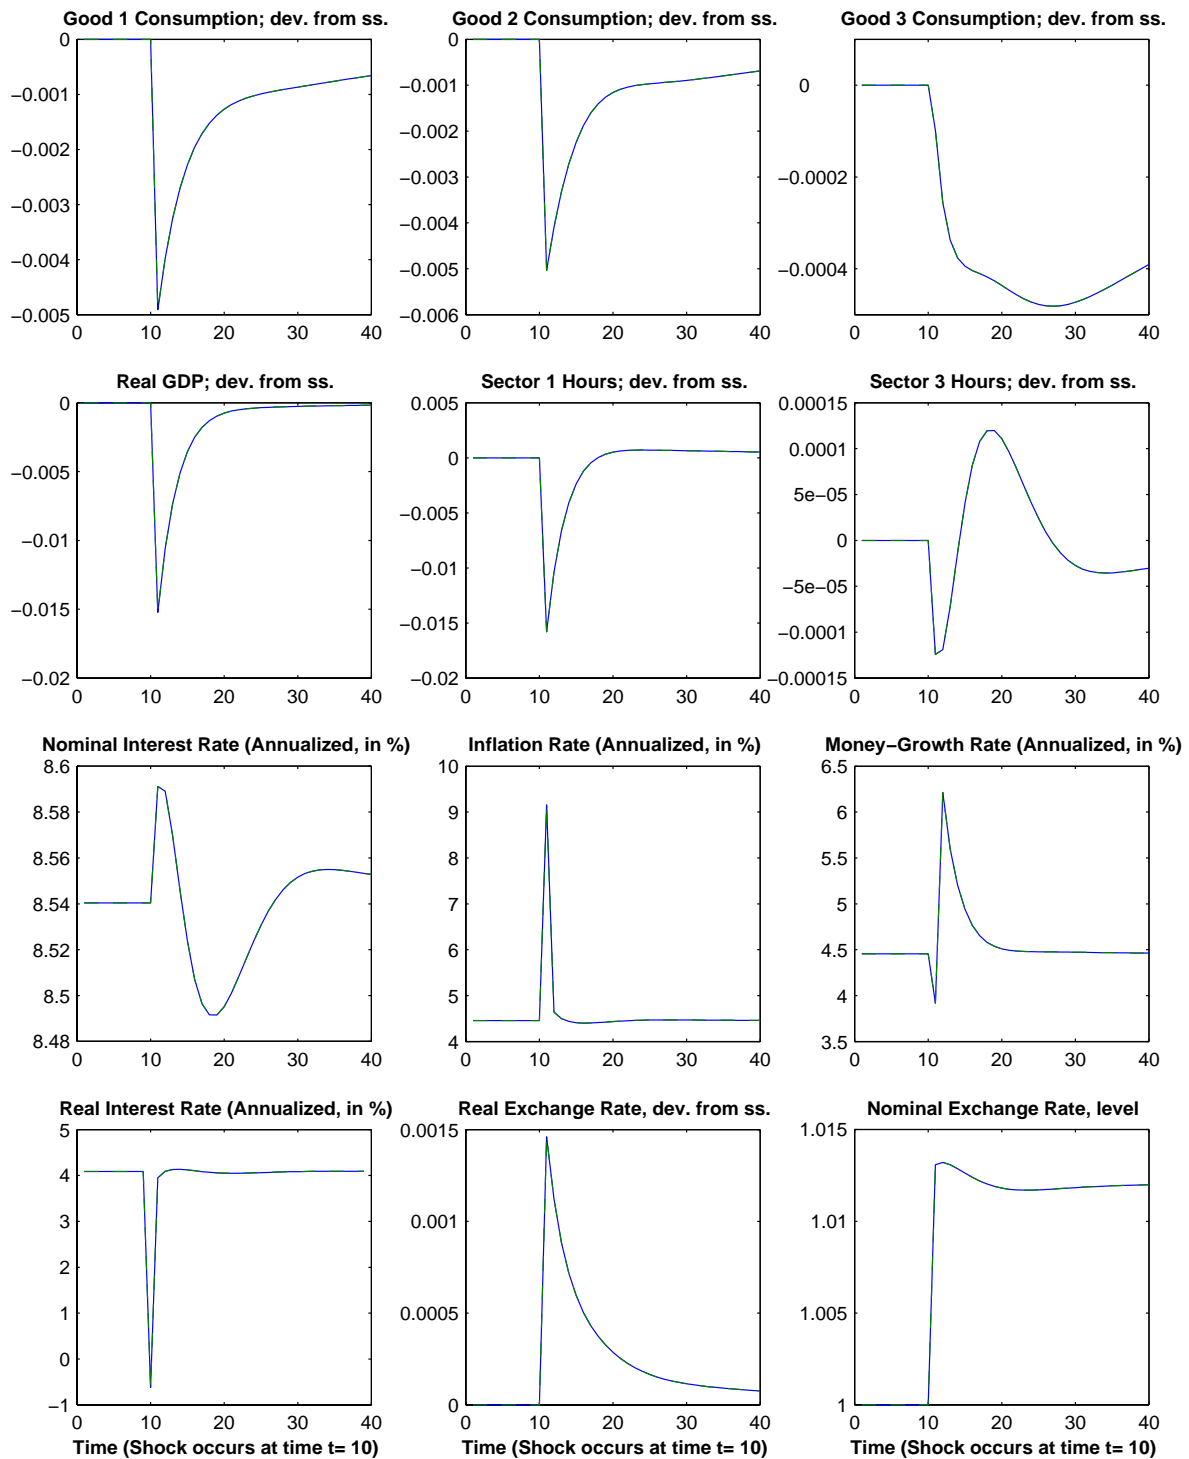 Good 1 Consumption; dev. from ss.
0
−0.001
−0.002
−0.003
−0.004
−0.005
0 10 20 30 40
Good 2 Consumption; dev. from ss.
0
−0.001
−0.002
−0.003
−0.004
−0.005
−0.006
0 10 20 30 40
Good 3 Consumption; dev. from ss.
0
−0.0002
−0.0004
0 10 20 30 40
Real GDP; dev. from ss.
0
−0.005
−0.01
−0.015
−0.02
0 10 20 30 40
Sector 1 Hours; dev. from ss.
0.005
0
−0.005
−0.01
−0.015
−0.02
0 10 20 30 40
Sector 3 Hours; dev. from ss.
0.00015
0.0001
5e−05
0
−5e−05
−0.0001
−0.00015
0 10 20 30 40
Nominal Interest Rate (Annualized, in %)
8.6
8.58
8.56
8.54
8.52
8.5
8.48
0 10 20 30 40
Inflation Rate (Annualized, in %)
10
9
8
7
6
5
4
0 10 20 30 40
Money−Growth Rate (Annualized, in %)
6.5
6
5.5
5
4.5
4
3.5
0 10 20 30 40
Real Interest Rate (Annualized, in %)
5
4
3
2
1
0
−1
0 10 20 30 40
Time (Shock occurs at time t= 10)
Real Exchange Rate, dev. from ss.
0.0015
0.001
0.0005
0
0 10 20 30 40
Time (Shock occurs at time t= 10)
Nominal Exchange Rate, level
1.015
1.01
1.005
1
0 10 20 30 40
Time (Shock occurs at time t= 10)